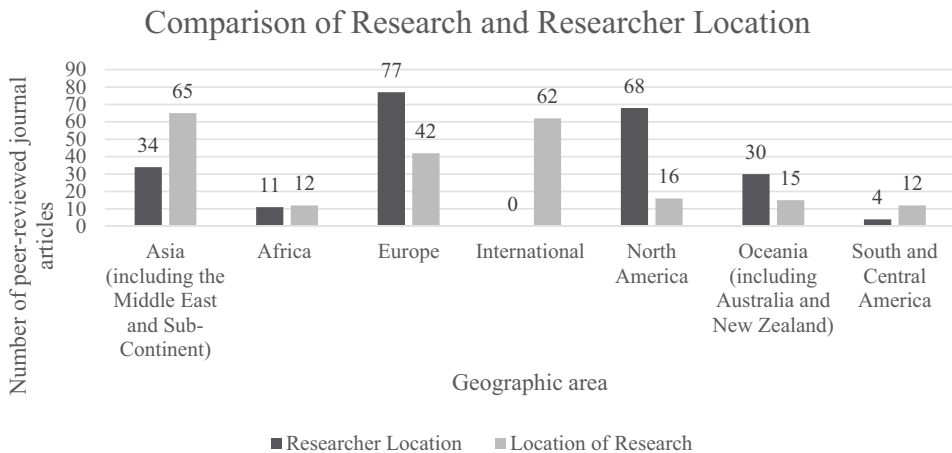 Comparison of Research and Researcher Location
Number of peer-reviewed journal
articles
90
80
70
60
50
40
30
20
10
0
34
65
11
12
77
42
0
62
68
16
30
15
4
12
Asia
(including the
Middle East
and Sub-
Continent)
Africa
Europe
International
North
America
Oceania
(including
Australia and
New Zealand)
South and
Central
America
Geographic area
Researcher Location
Location of Research